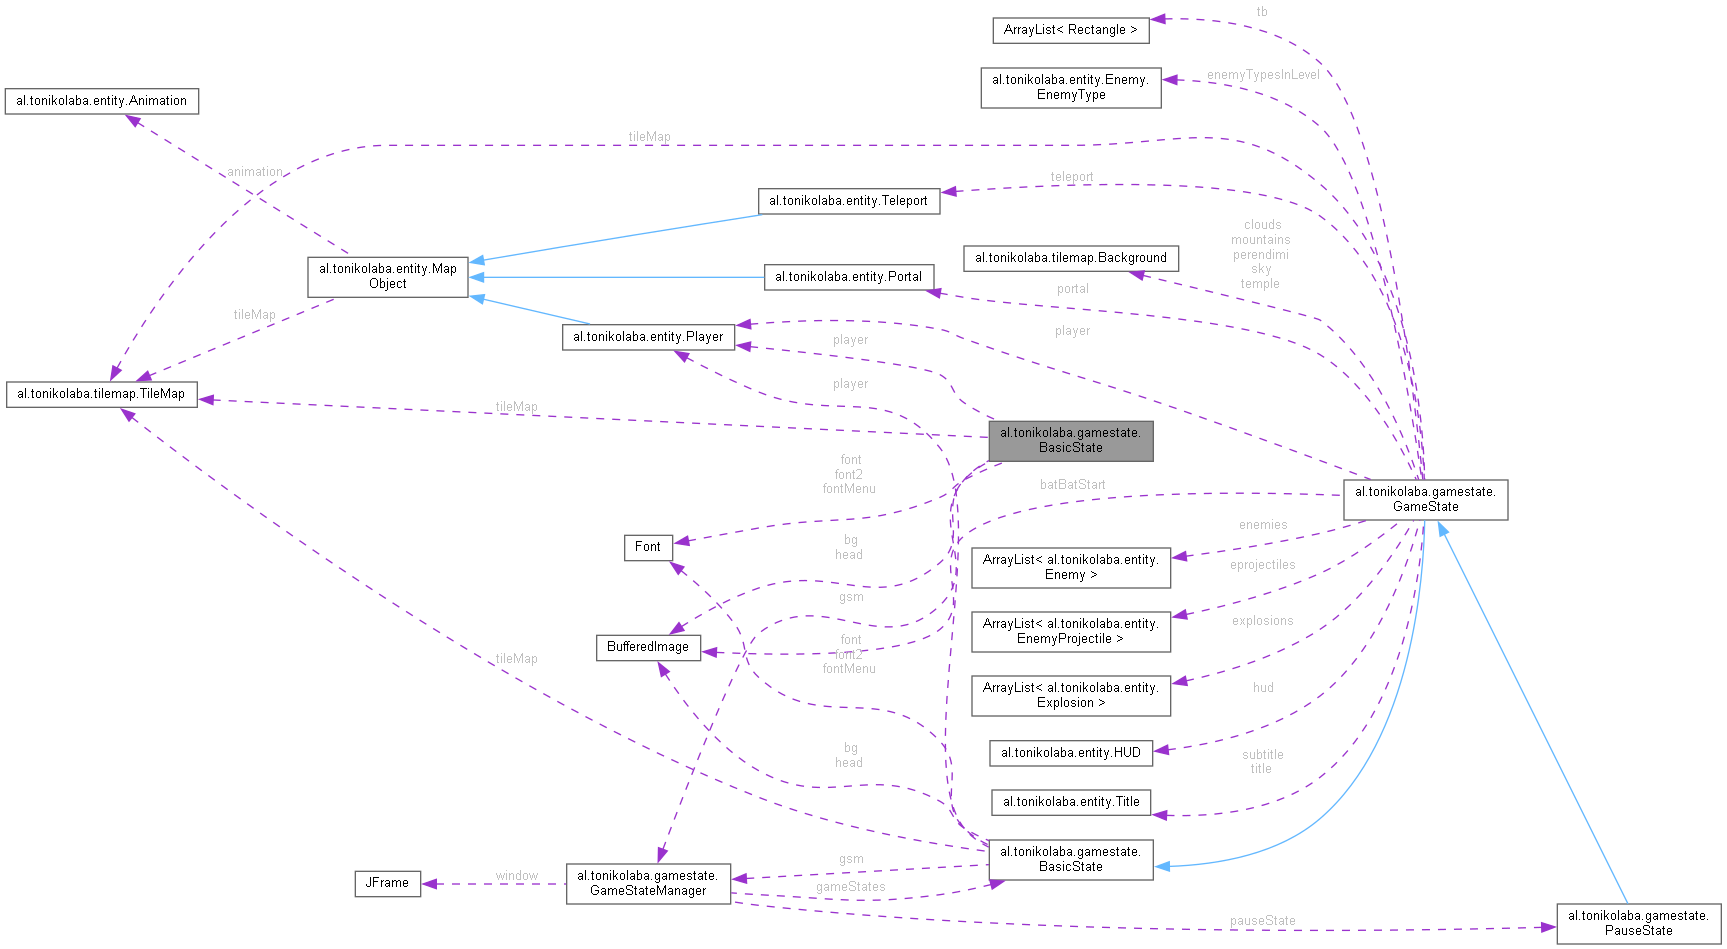 tb
ArrayList< Rectangle >
enemyTypesInLevel
al.tonikolaba.entity.Enemy.
EnemyType
al.tonikolaba.entity.Animation
tileMap
animation
teleport
al.tonikolaba.entity.Teleport
clouds
mountains
perendimi
sky
temple
al.tonikolaba.tilemap.Background
al.tonikolaba.entity.Map
Object
al.tonikolaba.entity.Portal
portal
tileMap
player
al.tonikolaba.entity.Player
player
player
al.tonikolaba.tilemap.TileMap
tileMap
al.tonikolaba.gamestate.
BasicState
font
font2
fontMenu
batBatStart
al.tonikolaba.gamestate.
GameState
enemies
Font
bg
head
ArrayList< al.tonikolaba.entity.
Enemy >
eprojectiles
gsm
ArrayList< al.tonikolaba.entity.
EnemyProjectile >
explosions
BufferedImage
font
font2
fontMenu
tileMap
ArrayList< al.tonikolaba.entity.
Explosion >
hud
bg
head
al.tonikolaba.entity.HUD
subtitle
title
al.tonikolaba.entity.Title
al.tonikolaba.gamestate.
BasicState
gsm
JFrame
window
al.tonikolaba.gamestate.
GameStateManager
gameStates
pauseState
al.tonikolaba.gamestate.
PauseState